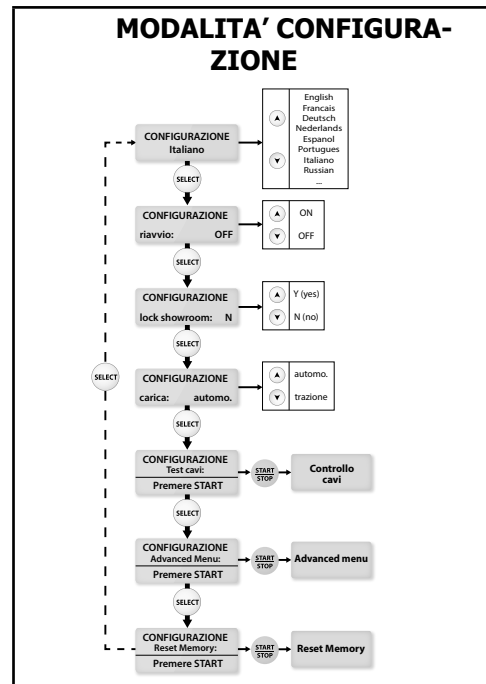 MODALITA’ CONFIGURA-
ZIONE
CONFIGURAZIONE
Italiano
English
Francais
Deutsch
Nederlands
Espanol
Portugues
Italiano
Russian
...
SELECT
CONFIGURAZIONE
riavvio: OFF
ON
OFF
SELECT
CONFIGURAZIONE
lock showroom: N
Y (yes)
N (no)
SELECT
SELECT
CONFIGURAZIONE
carica: automo.
automo.
trazione
SELECT
CONFIGURAZIONE
Test cavi:
Premere START
START
STOP
Controllo
cavi
SELECT
CONFIGURAZIONE
Advanced Menu:
Premere START
START
STOP
Advanced menu
SELECT
CONFIGURAZIONE
Reset Memory:
Premere START
START
STOP
Reset Memory